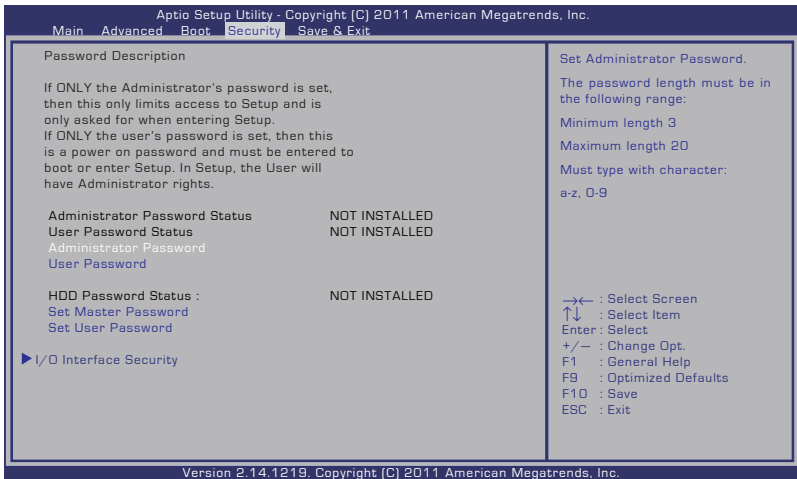 Aptio Setup Utility - Copyright (C) 2011 American Megatrends, Inc.
Main Advanced Boot Security Save & Exit
Password Description
If ONLY the Administrator's password is set,
then this only limits access to Setup and is
only asked for when entering Setup.
If ONLY the user's password is set, then this
is a power on password and must be entered to
boot or enter Setup. In Setup, the User will
have Administrator rights.
Administrator Password Status NOT INSTALLED
User Password Status NOT INSTALLED
Administrator Password
User Password
HDD Password Status : NOT INSTALLED
Set Master Password
Set User Password
I/O Interface Security
Set Administrator Password.
The password length must be in
the following range:
Minimum length 3
Maximum length 20
Must type with character:
a-z, 0-9
→← : Select Screen
↑↓ : Select Item
Enter : Select
+/— : Change Opt.
F1 : General Help
F9 : Optimized Defaults
F10 : Save
ESC : Exit
Version 2.14.1219. Copyright (C) 2011 American Megatrends, Inc.